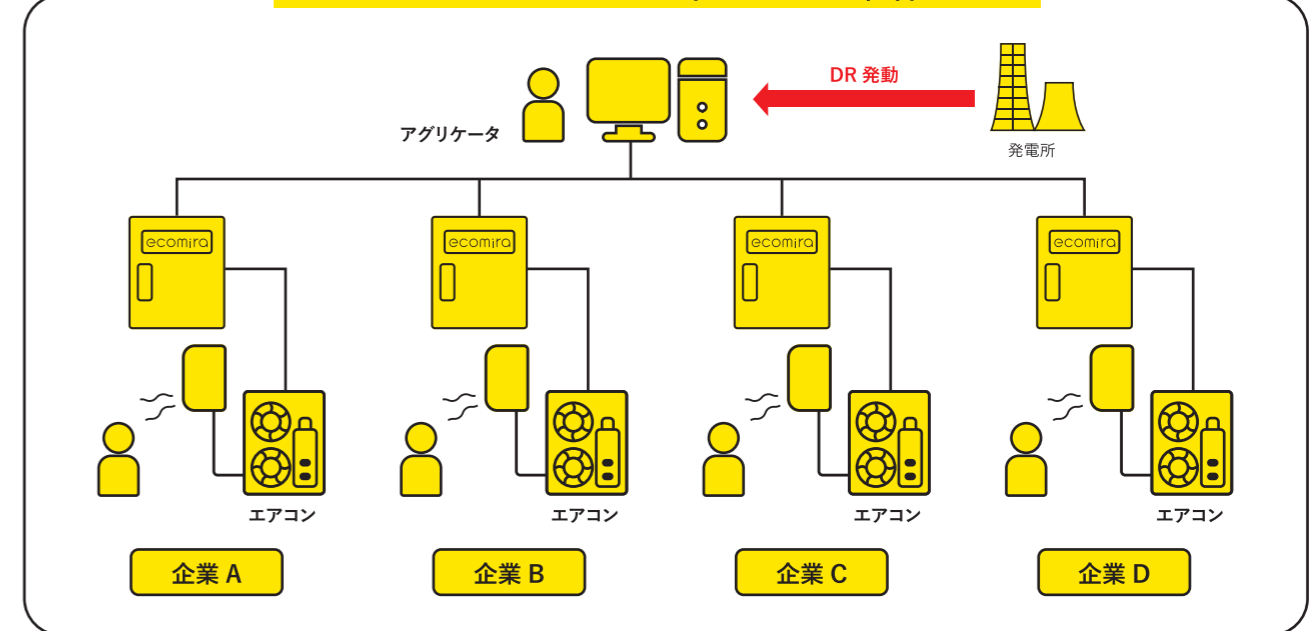 DR 発動
アグリケータ
発電所
ecomira
ecomira
ecomira
ecomira
エアコン
エアコン
エアコン
エアコン
企業 A
企業 B
企業 C
企業 D